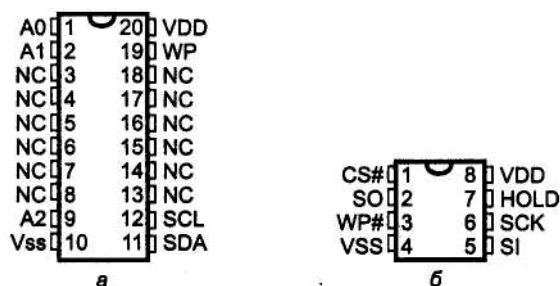 A0 1 20 VDD
A1 2 19 WP
NC 3 18 NC
NC 4 17 NC
NC 5 16 NC
NC 6 15 NC
NC 7 14 NC
NC 8 13 NC
A2 9 12 SCL
Vss 10 11 SDA
а
CS# 1 8 VDD
SO 2 7 HOLD
WP# 3 6 SCK
VSS 4 5 SI
б